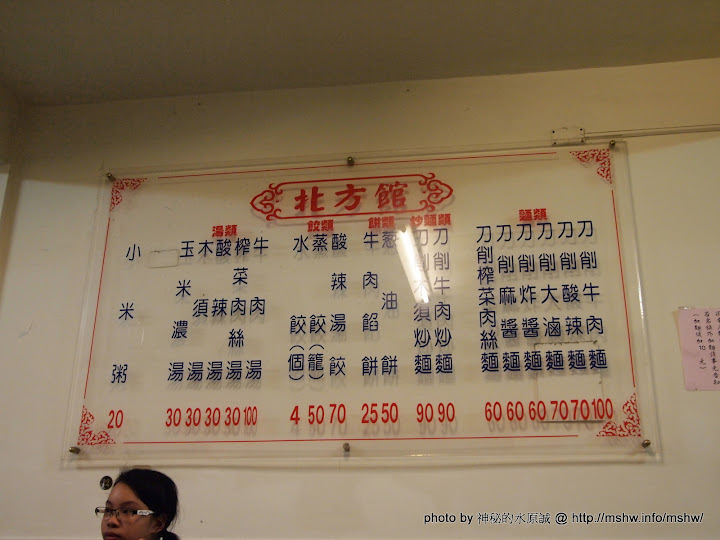 北方館
麵類
刀削牛肉麵 100
刀削酸辣麵 70
刀削大滷麵 70
刀削炸醬麵 60
刀削麻醬麵 60
刀削榨菜肉絲麵 60
炒麵類
刀削牛肉炒麵 90
刀削木須炒麵 90
餅類
葱油餅 50
牛肉餡餅 25
餃類
酸辣湯餃 70
蒸餃(籠) 50
水餃(個) 4
湯類
牛肉湯 100
榨菜肉絲湯 30
酸辣湯 30
木須湯 30
玉米濃湯 30
小米粥 20
photo by 神秘的水原誠 @ http://mshw.info/mshw/